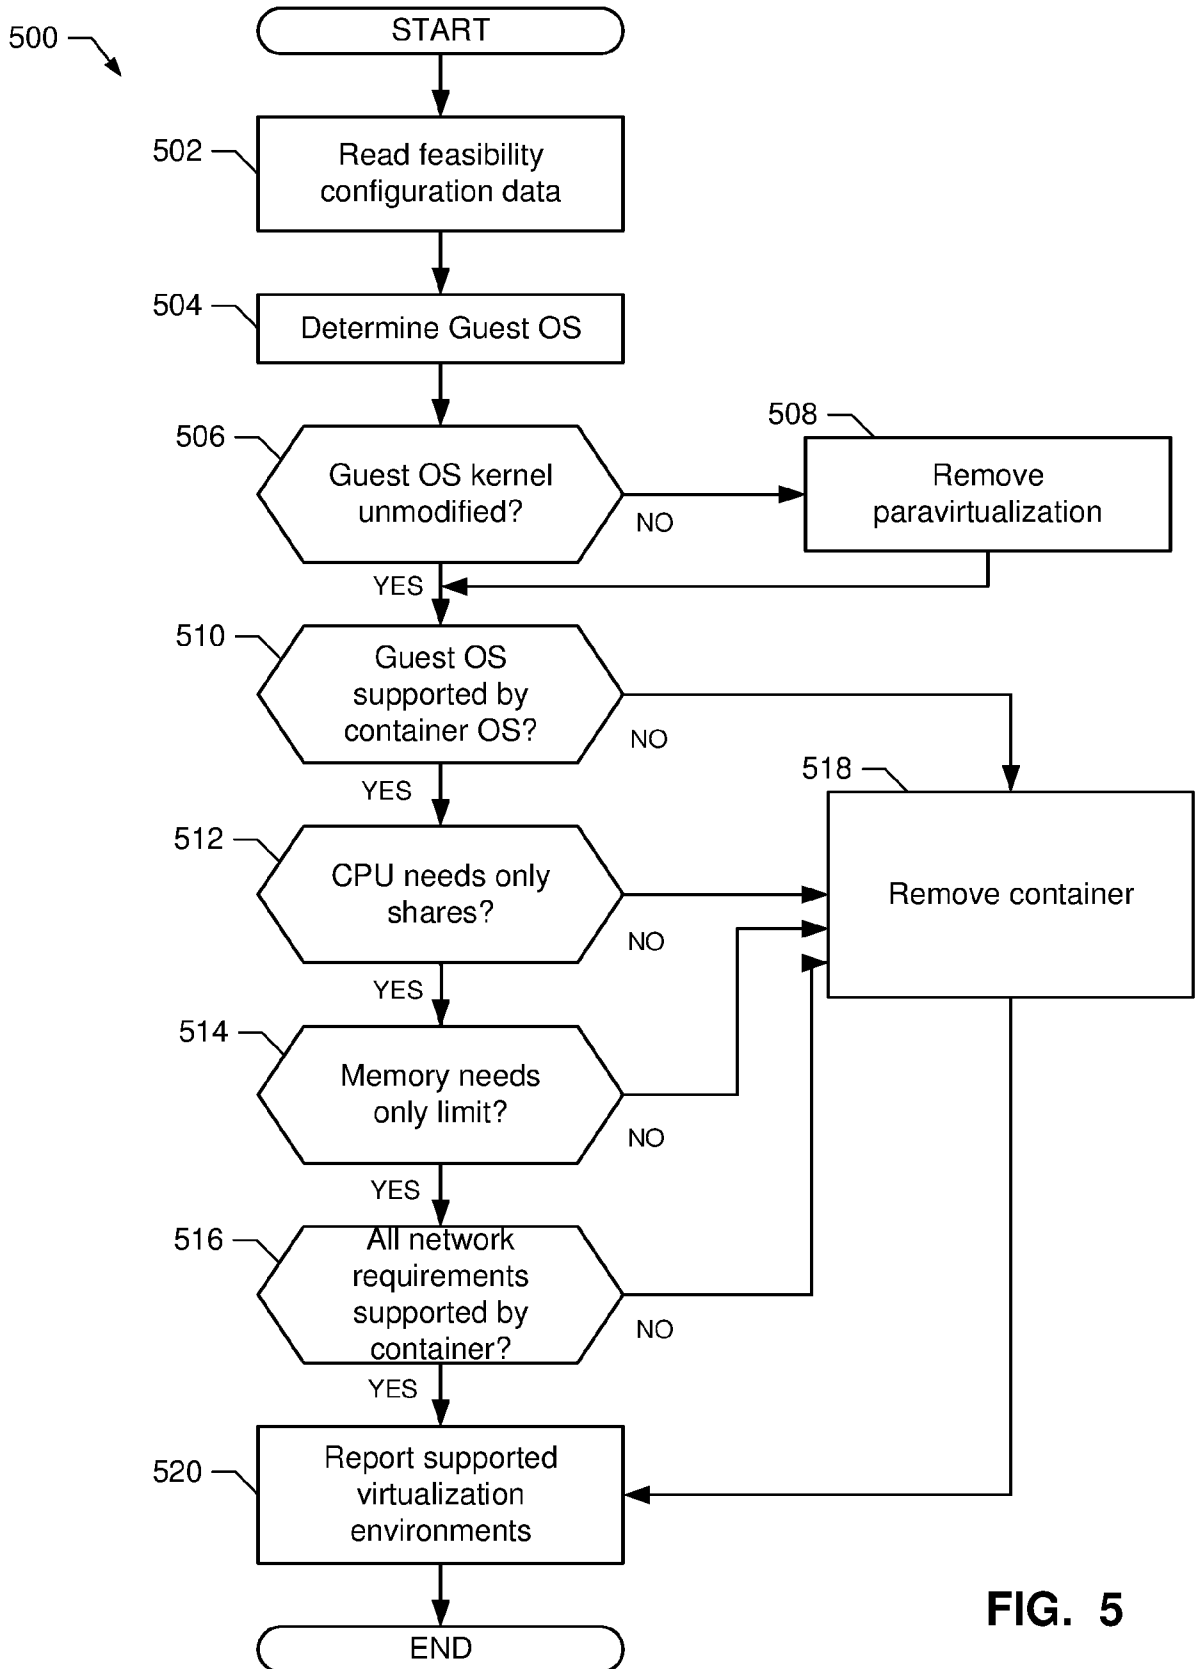 START
500
502
Read feasibility
configuration data
504
Determine Guest OS
506
Guest OS kernel
unmodified?
NO
508
Remove
paravirtualization
YES
510
Guest OS
supported by
container OS?
NO
YES
512
CPU needs only
shares?
NO
518
Remove container
YES
514
Memory needs
only limit?
NO
YES
516
All network
requirements
supported by
container?
NO
YES
520
Report supported
virtualization
environments
END
FIG. 5